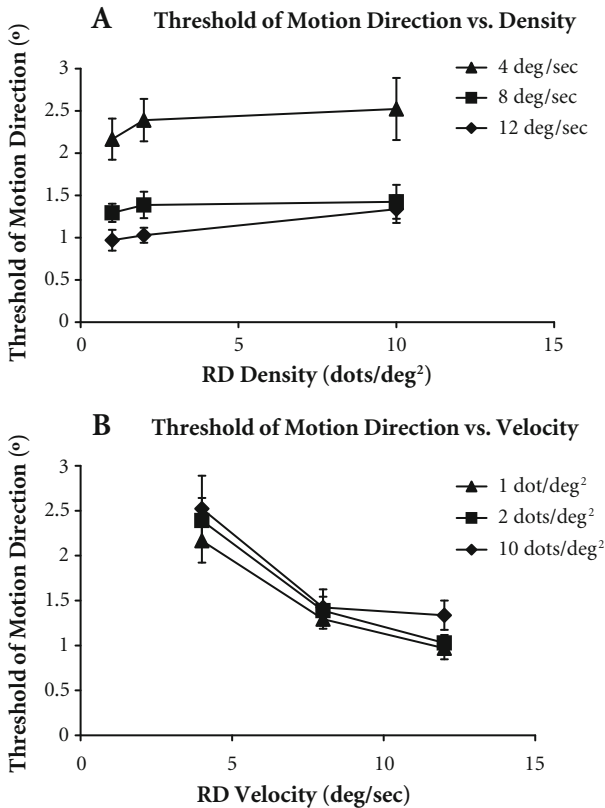 A Threshold of Motion Direction vs. Density
Threshold of Motion Direction (º)
3
2.5
2
1.5
1
0.5
0
0 5 10 15
RD Density (dots/deg²)
4 deg/sec
8 deg/sec
12 deg/sec
B Threshold of Motion Direction vs. Velocity
Threshold of Motion Direction (º)
3
2.5
2
1.5
1
0.5
0
0 5 10 15
RD Velocity (deg/sec)
1 dot/deg²
2 dots/deg²
10 dots/deg²